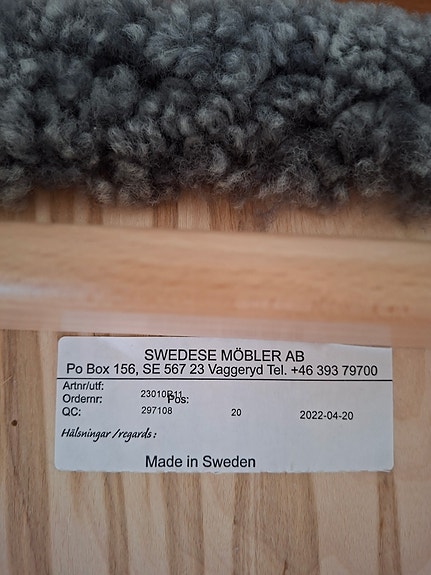 SWEDESE MÖBLER AB
Po Box 156, SE 567 23 Vaggeryd Tel. +46 393 79700
Artnr/utf:
Ordernr: 23010B11 Pos:
QC: 297108 20 2022-04-20
Hälsningar /regards:
Made in Sweden